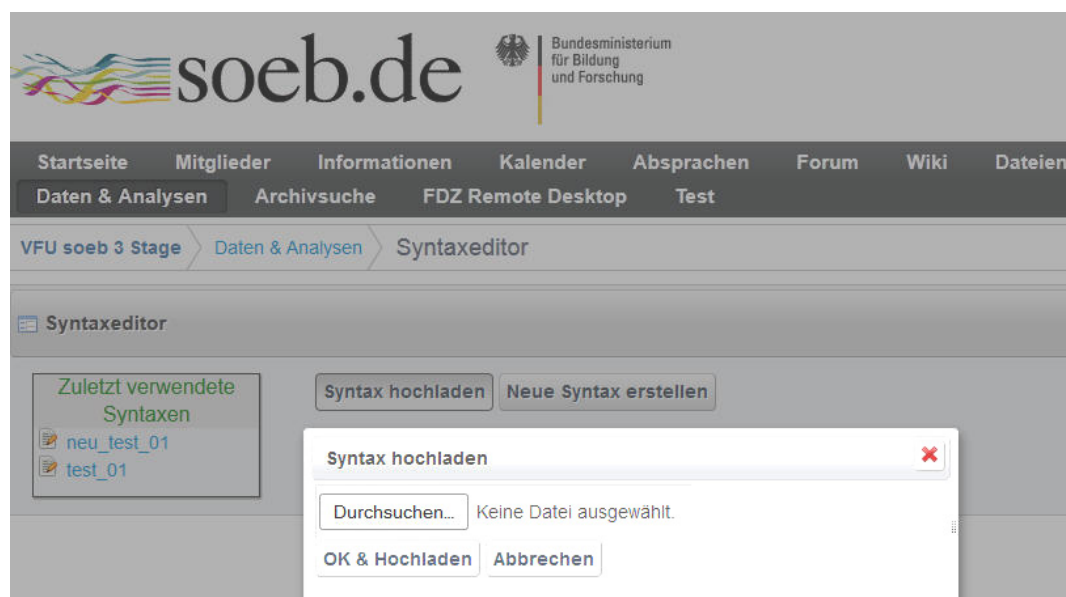 soeb.de
Bundesministerium
für Bildung
und Forschung
Startseite Mitglieder Informationen Kalender Absprachen Forum Wiki Dateien
Daten & Analysen Archivsuche FDZ Remote Desktop Test
VFU soeb 3 Stage Daten & Analysen Syntaxeditor
Syntaxeditor
Zuletzt verwendete
Syntaxen
neu_test_01
test_01
Syntax hochladen Neue Syntax erstellen
Syntax hochladen
Durchsuchen... Keine Datei ausgewählt.
OK & Hochladen Abbrechen